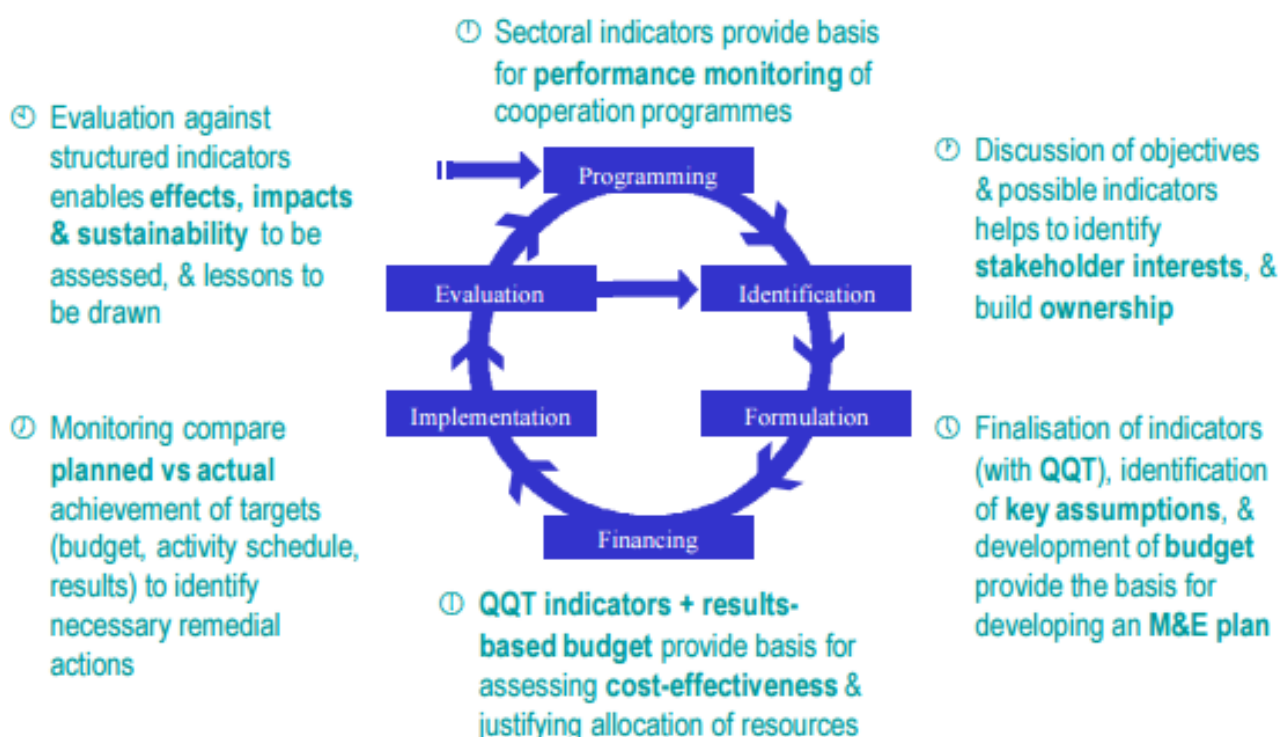 Sectoral indicators provide basis
for performance monitoring of
cooperation programmes
Evaluation against
structured indicators
enables effects, impacts
& sustainability to be
assessed, & lessons to
be drawn
Discussion of objectives
& possible indicators
helps to identify
stakeholder interests, &
build ownership
Programming
Evaluation
Identification
Implementation
Formulation
Financing
Monitoring compare
planned vs actual
achievement of targets
(budget, activity schedule,
results) to identify
necessary remedial
actions
Finalisation of indicators
(with QQT), identification
of key assumptions, &
development of budget
provide the basis for
developing an M&E plan
QQT indicators + results-
based budget provide basis for
assessing cost-effectiveness &
justifying allocation of resources